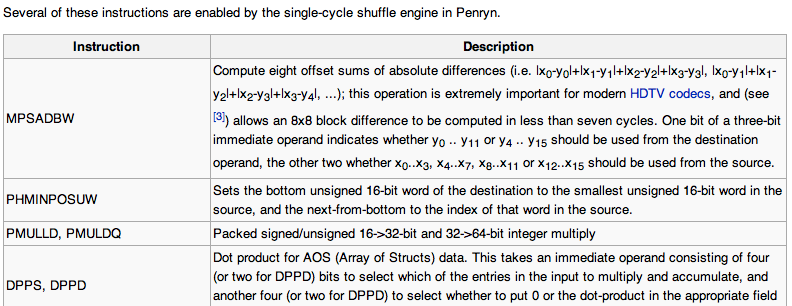 Several of these instructions are enabled by the single-cycle shuffle engine in Penryn.
Instruction Description
Compute eight offset sums of absolute differences (i.e. |x0-y0|+|x1-y1|+|x2-y2|+|x3-y3|, |x0-y1|+|x1-
y2|+|x2-y3|+|x3-y4|, ...); this operation is extremely important for modern HDTV codecs, and (see
MPSADBW
[3]) allows an 8x8 block difference to be computed in less than seven cycles. One bit of a three-bit
immediate operand indicates whether y0 .. y11 or y4 .. y15 should be used from the destination
operand, the other two whether x0..x3, x4..x7, x8..x11 or x12..x15 should be used from the source.
PHMINPOSUW
Sets the bottom unsigned 16-bit word of the destination to the smallest unsigned 16-bit word in the
source, and the next-from-bottom to the index of that word in the source.
PMULLD, PMULDQ Packed signed/unsigned 16->32-bit and 32->64-bit integer multiply
Dot product for AOS (Array of Structs) data. This takes an immediate operand consisting of four
DPPS, DPPD
(or two for DPPD) bits to select which of the entries in the input to multiply and accumulate, and
another four (or two for DPPD) to select whether to put 0 or the dot-product in the appropriate field